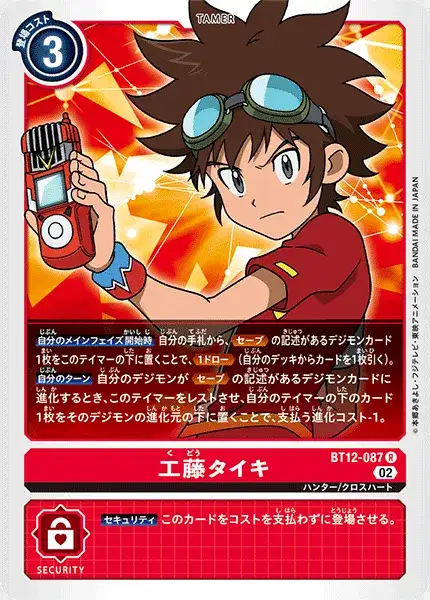 TAMER
登場コスト
3
自分のメインフェイズ開始時 自分の手札から、セーブ の記述があるデジモンカード
1枚をこのテイマーの下に置くことで、1ドロー（自分のデッキからカードを1枚引く）。
自分のターン 自分のデジモンが セーブ の記述があるデジモンカードに
進化するとき、このテイマーをレストさせ、自分のテイマーの下のカード
1枚をそのデジモンの進化元の下に置くことで、支払う進化コスト-1。
©本郷あきよし・フジテレビ・東映アニメーション BANDAI MADE IN JAPAN
くどう
工藤タイキ
BT12-087 R
02
ハンター/クロスハート
セキュリティ このカードをコストを支払わずに登場させる。
SECURITY